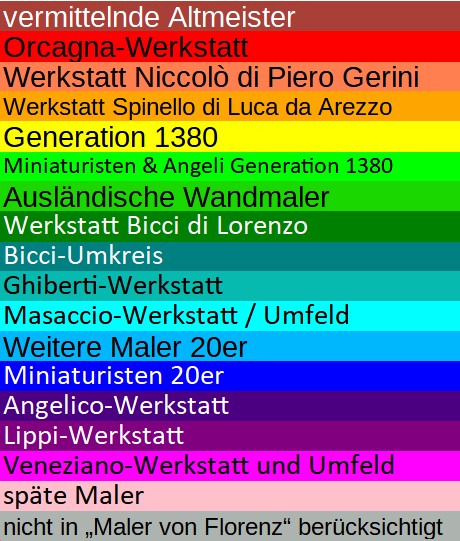 vermittelnde Altmeister
Orcagna-Werkstatt
Werkstatt Niccolò di Piero Gerini
Werkstatt Spinello di Luca da Arezzo
Generation 1380
Miniaturisten & Angeli Generation 1380
Ausländische Wandmaler
Werkstatt Bicci di Lorenzo
Bicci-Umkreis
Ghiberti-Werkstatt
Masaccio-Werkstatt / Umfeld
Weitere Maler 20er
Miniaturisten 20er
Angelico-Werkstatt
Lippi-Werkstatt
Veneziano-Werkstatt und Umfeld
späte Maler
nicht in „Maler von Florenz“ berücksichtigt